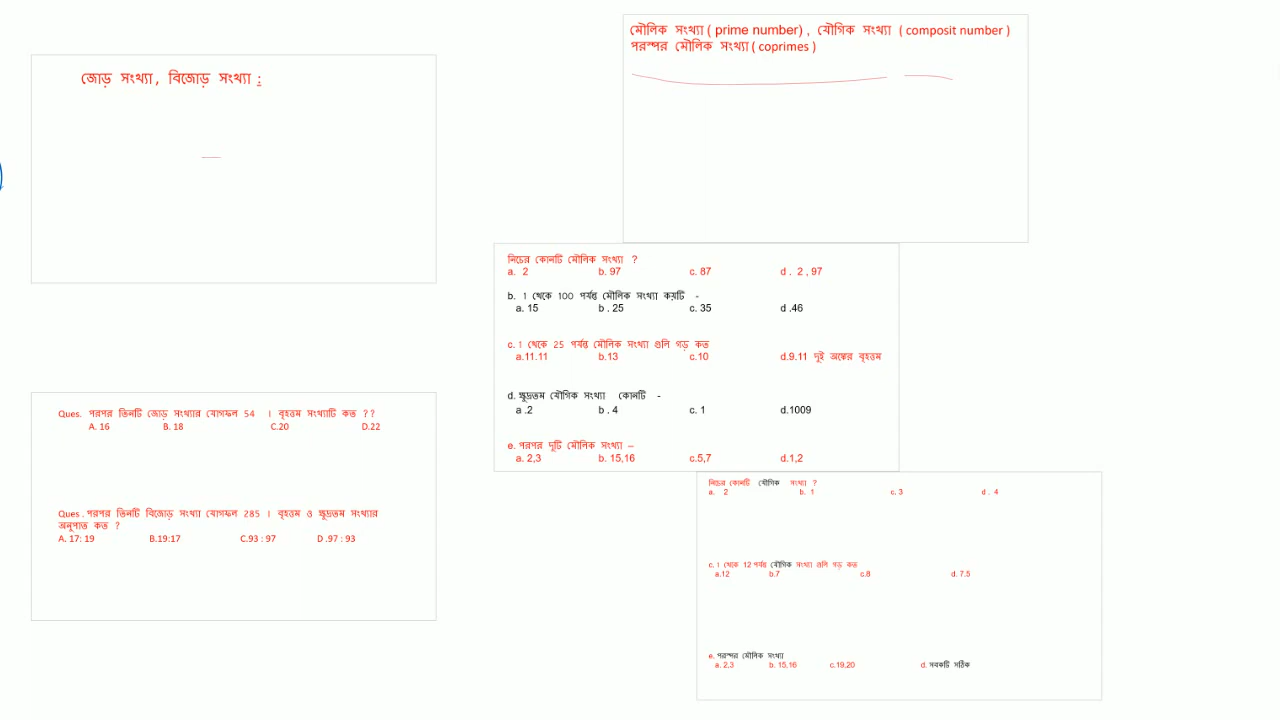 জোড় সংখ্যা , বিজোড় সংখ্যা :
মৌলিক সংখ্যা ( prime number) , যৌগিক সংখ্যা ( composit number )
পরস্পর মৌলিক সংখ্যা ( coprimes )
নিচের কোনটি মৌলিক সংখ্যা ?
a. 2 b. 97 c. 87 d . 2 , 97
b. 1 থেকে 100 পর্যন্ত মৌলিক সংখ্যা কয়টি -
a. 15 b . 25 c. 35 d .46
c. 1 থেকে 25 পর্যন্ত মৌলিক সংখ্যা গুলি গড় কত
a.11.11 b.13 c.10 d.9.11 দূই অঙ্কের বৃহত্তম
d. ক্ষুদ্রতম যৌগিক সংখ্যা কোনটি -
a .2 b . 4 c. 1 d.1009
e. পরপর দূটি মৌলিক সংখ্যা –
a. 2,3 b. 15,16 c.5,7 d.1,2
Ques. পরপর তিনটি জোড় সংখ্যার যোগফল 54 । বৃহত্তম সংখ্যাটি কত ? ?
A. 16 B. 18 C.20 D.22
Ques . পরপর তিনটি বিজোড় সংখ্যা যোগফল 285 । বৃহত্তম ও ক্ষুদ্রতম সংখ্যার
অনুপাত কত ?
A. 17: 19 B.19:17 C.93 : 97 D .97 : 93
নিচের কোনটি যৌগিক সংখ্যা ?
a. 2 b. 1 c. 3 d . 4
c. 1 থেকে 12 পর্যন্ত যৌগিক সংখ্যা গুলি গড় কত
a.12 b.7 c.8 d. 7.5
e. পরস্পর মৌলিক সংখ্যা
a. 2,3 b. 15,16 c.19,20 d. সবকটি সঠিক